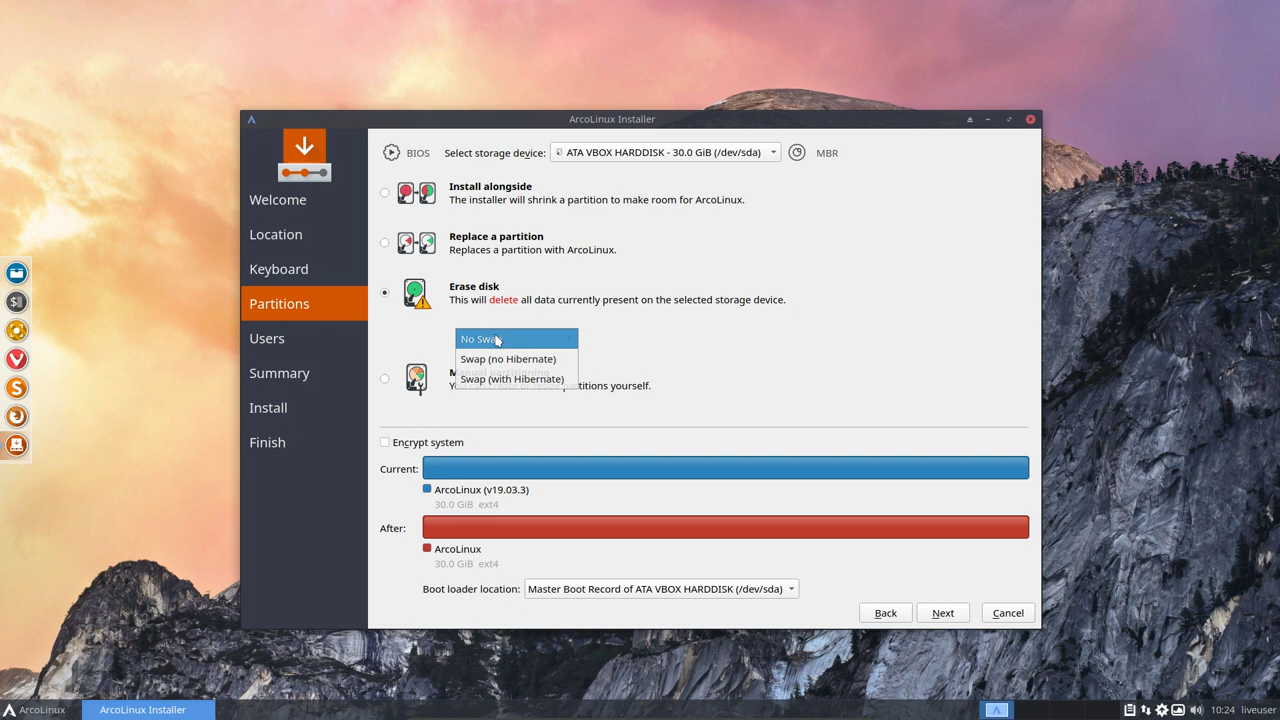 ArcoLinux Installer
BIOS
Select storage device:
ATA VBOX HARDDISK - 30.0 GiB (/dev/sda)
MBR
Welcome
Location
Keyboard
Partitions
Users
Summary
Install
Finish
Install alongside
The installer will shrink a partition to make room for ArcoLinux.
Replace a partition
Replaces a partition with ArcoLinux.
Erase disk
This will delete all data currently present on the selected storage device.
No Swap
Swap (no Hibernate)
Swap (with Hibernate)
Manual partitioning
partitions yourself.
Encrypt system
Current:
ArcoLinux (v19.03.3)
30.0 GiB ext4
After:
ArcoLinux
30.0 GiB ext4
Boot loader location:
Master Boot Record of ATA VBOX HARDDISK (/dev/sda)
Back
Next
Cancel
ArcoLinux
ArcoLinux Installer
10:24
liveuser